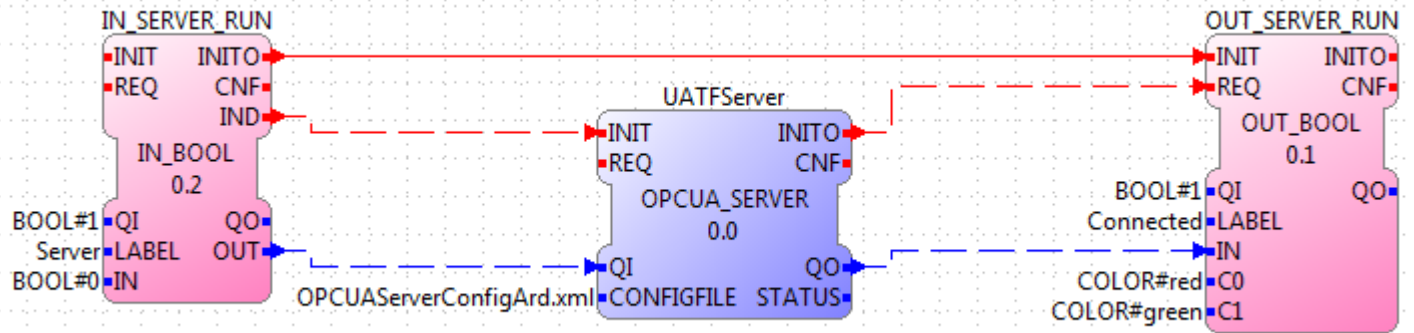 IN_SERVER_RUN
INIT INITO
REQ CNF
IND
IN_BOOL
0.2
BOOL#1 QI QO
Server LABEL OUT
BOOL#0 IN
UATFServer
INIT INITO
REQ CNF
OPCUA_SERVER
0.0
QI QO
OPCUAServerConfigArd.xml CONFIGFILE STATUS
OUT_SERVER_RUN
INIT INITO
REQ CNF
OUT_BOOL
0.1
BOOL#1 QI QO
Connected LABEL
IN
COLOR#red C0
COLOR#green C1